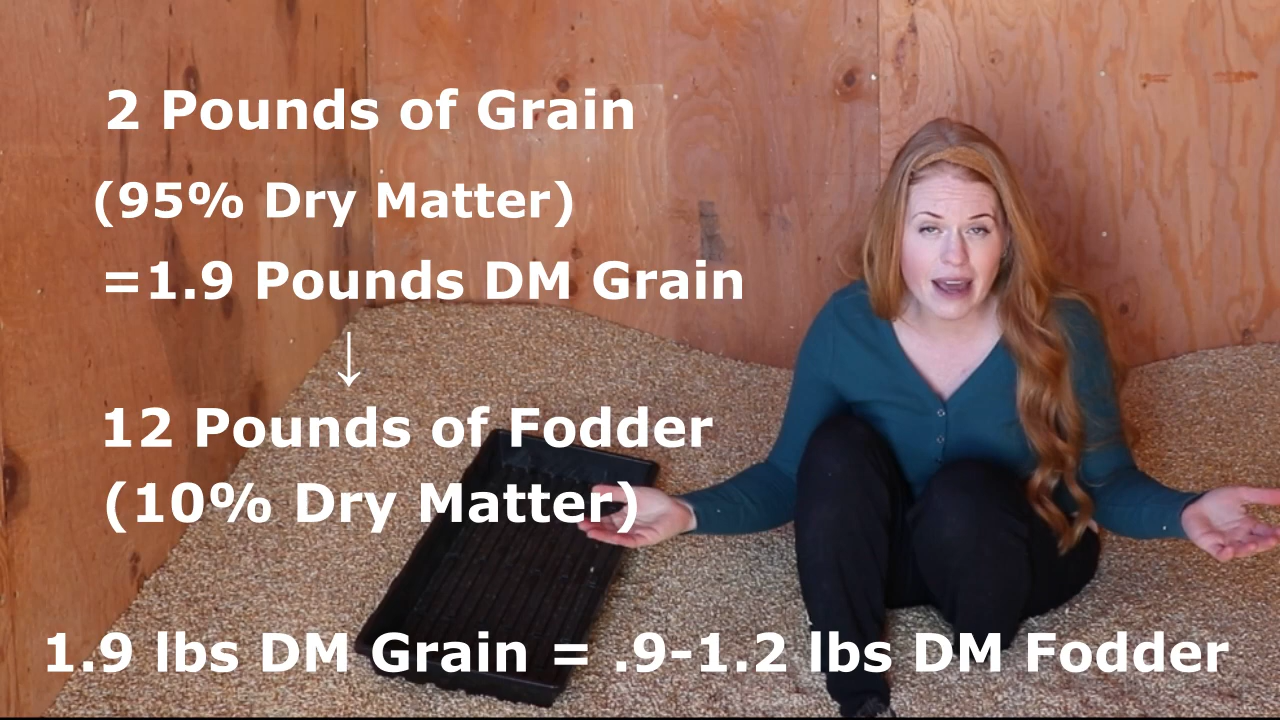 2 Pounds of Grain
(95% Dry Matter)
=1.9 Pounds DM Grain
↓
12 Pounds of Fodder
(10% Dry Matter)
1.9 lbs DM Grain = .9-1.2 lbs DM Fodder